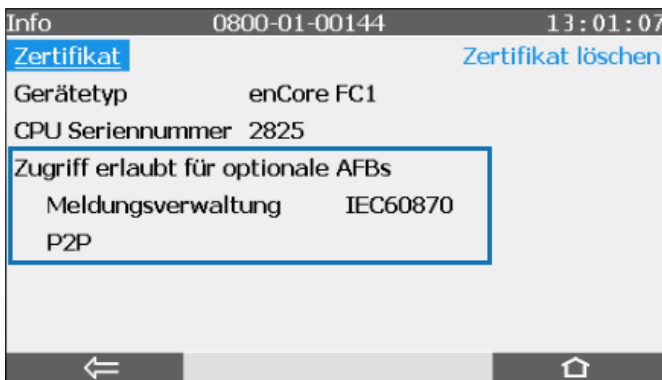 Info 0800-01-00144 13:01:07
Zertifikat Zertifikat löschen
Gerätetyp enCore FC1
CPU Seriennummer 2825
Zugriff erlaubt für optionale AFBs
Meldungsverwaltung IEC60870
P2P